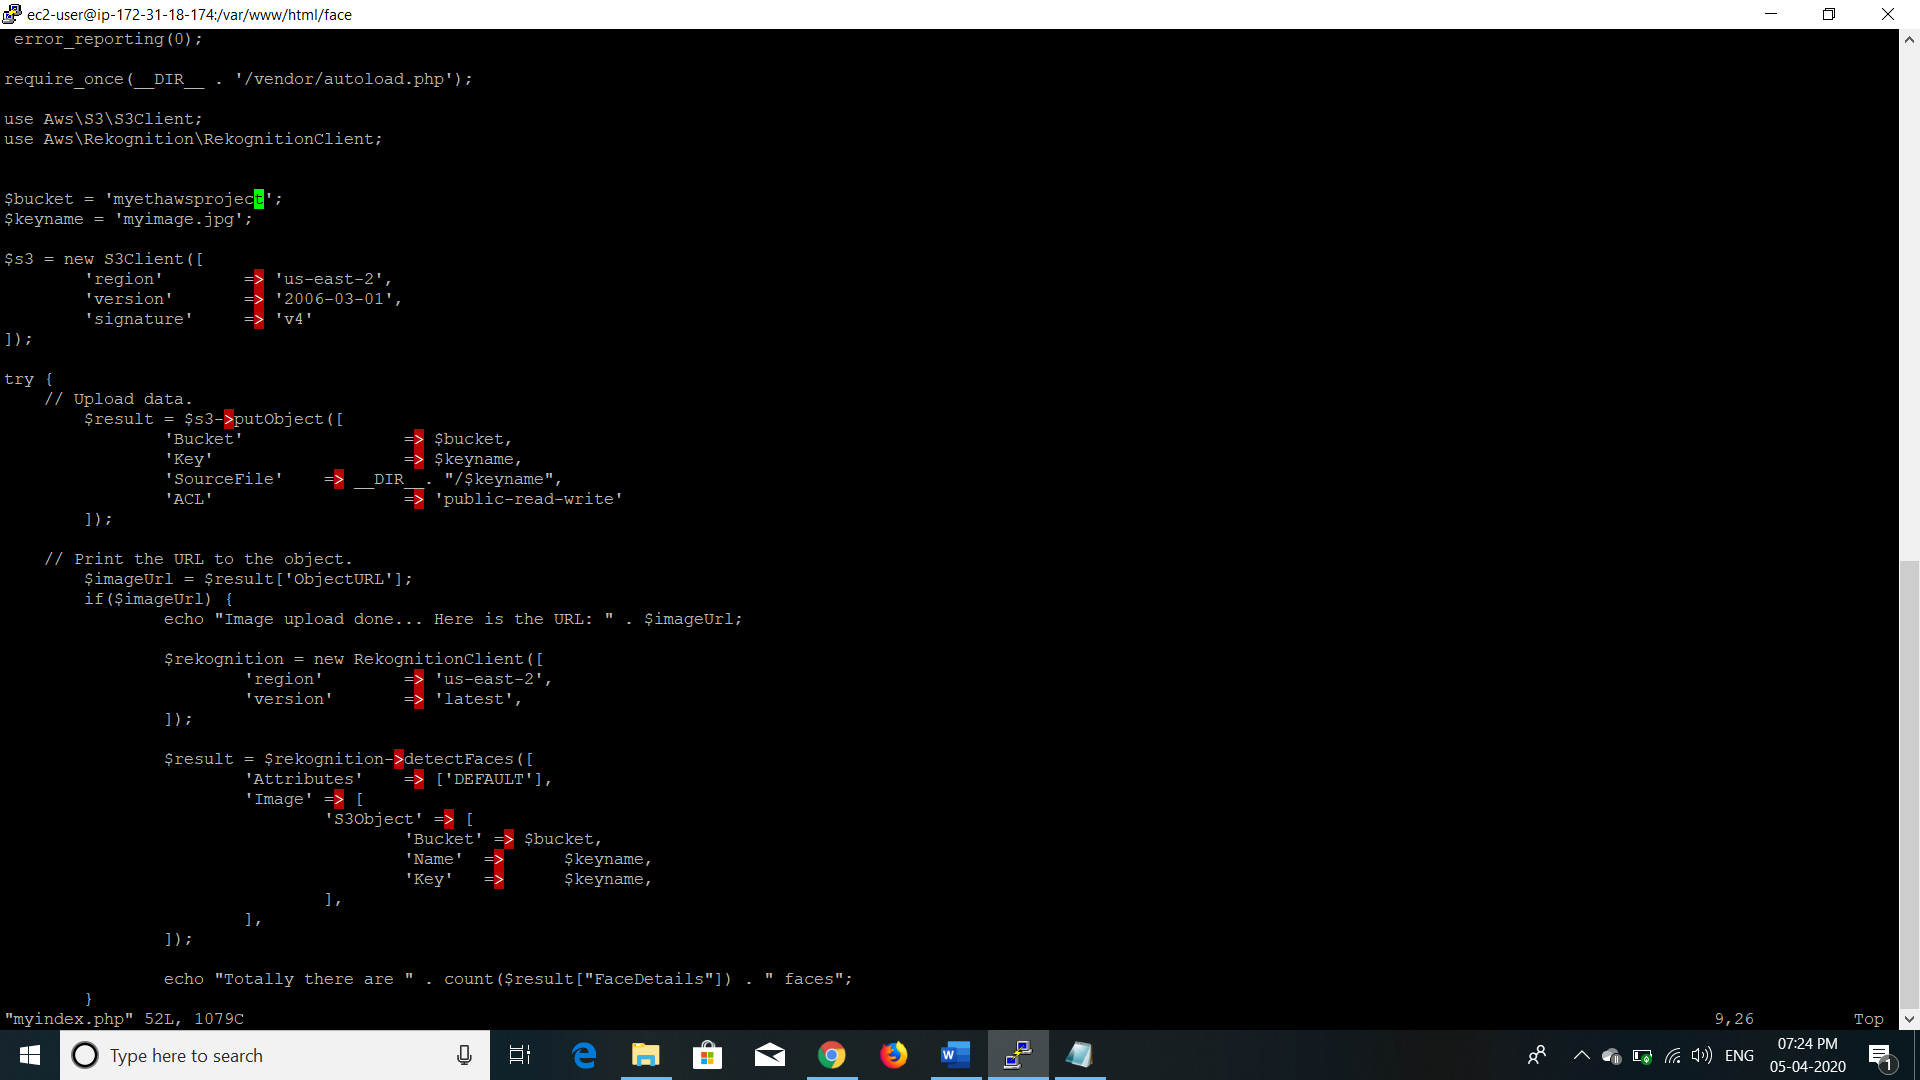 ec2-user@ip-172-31-18-174:/var/www/html/face
error_reporting(0);
require_once(__DIR__ . '/vendor/autoload.php');
use Aws\S3\S3Client;
use Aws\Rekognition\RekognitionClient;
$bucket = 'myethawsproject';
$keyname = 'myimage.jpg';
$s3 = new S3Client([
'region' => 'us-east-2',
'version' => '2006-03-01',
'signature' => 'v4'
]);
try {
// Upload data.
$result = $s3->putObject([
'Bucket' => $bucket,
'Key' => $keyname,
'SourceFile' => __DIR__. "/$keyname",
'ACL' => 'public-read-write'
]);
// Print the URL to the object.
$imageUrl = $result['ObjectURL'];
if($imageUrl) {
echo "Image upload done... Here is the URL: " . $imageUrl;
$rekognition = new RekognitionClient([
'region' => 'us-east-2',
'version' => 'latest',
]);
$result = $rekognition->detectFaces([
'Attributes' => ['DEFAULT'],
'Image' => [
'S3Object' => [
'Bucket' => $bucket,
'Name' => $keyname,
'Key' => $keyname,
],
],
]);
echo "Totally there are " . count($result["FaceDetails"]) . " faces";
}
"myindex.php" 52L, 1079C 9,26 Top
Type here to search
ENG
07:24 PM
05-04-2020
1